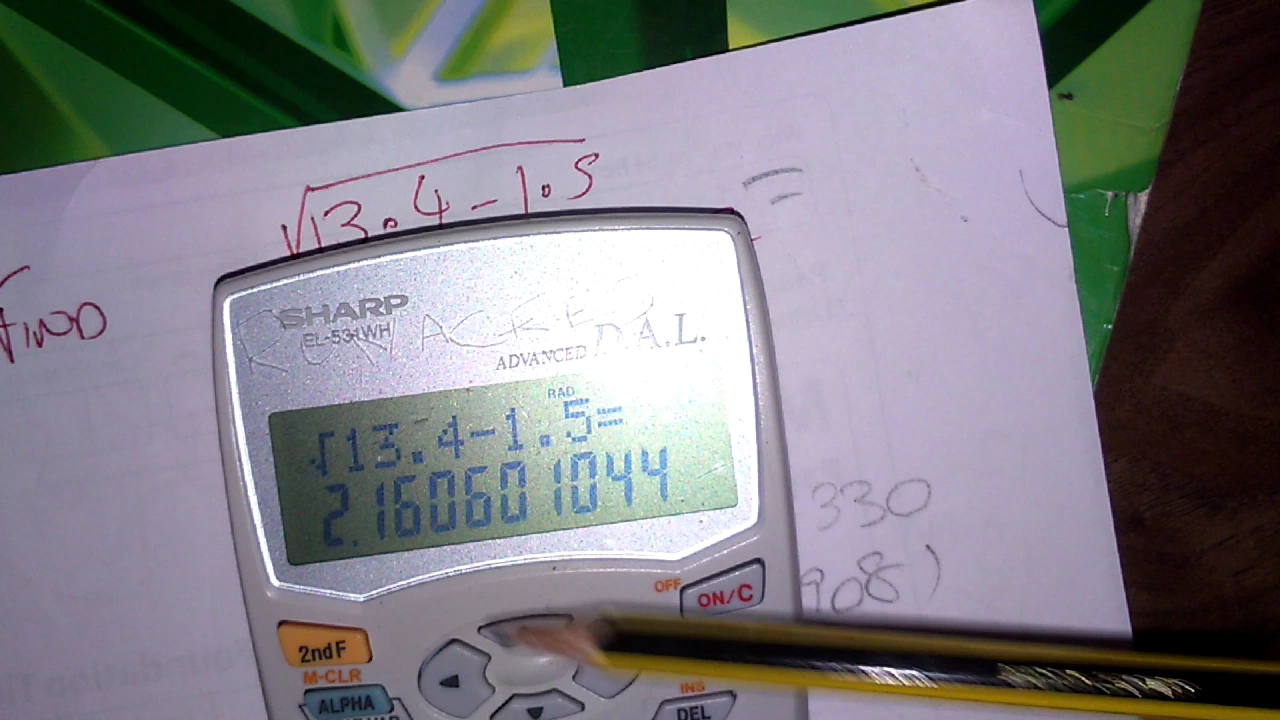 √13.4-1.5
=
FIND
SHARP
EL-531WH
ADVANCED D.A.L.
RAD
√13.4-1.5=
2.160601044
330
908)
OFF
ON/C
2ndF
M-CLR
ALPHA
INS
DEL